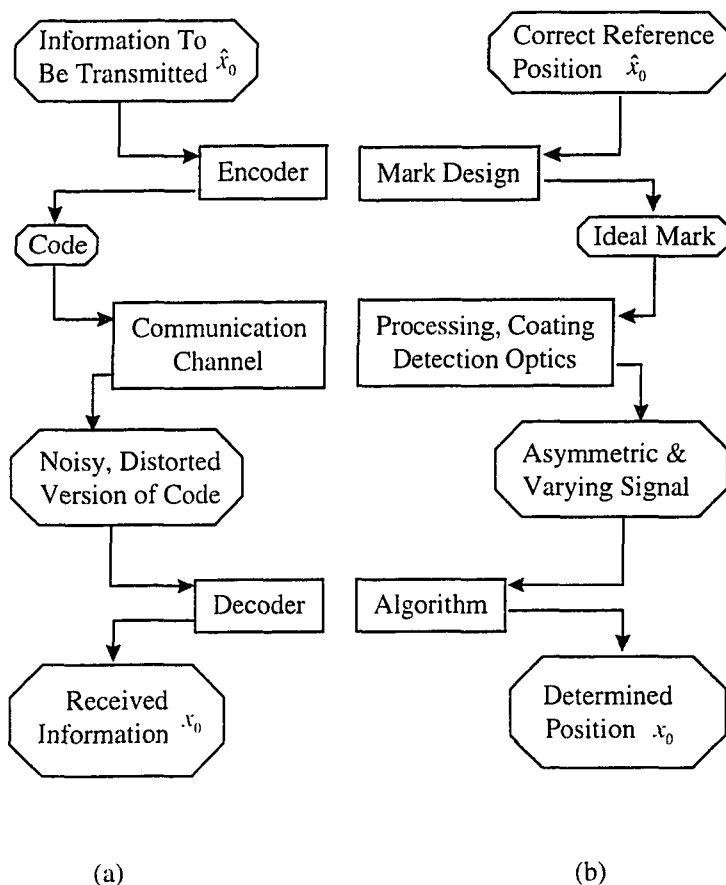 Information To
Be Transmitted x̂₀
Encoder
Code
Communication
Channel
Noisy, Distorted
Version of Code
Decoder
Received
Information x₀
(a)
Correct Reference
Position x̂₀
Mark Design
Ideal Mark
Processing, Coating
Detection Optics
Asymmetric &
Varying Signal
Algorithm
Determined
Position x₀
(b)